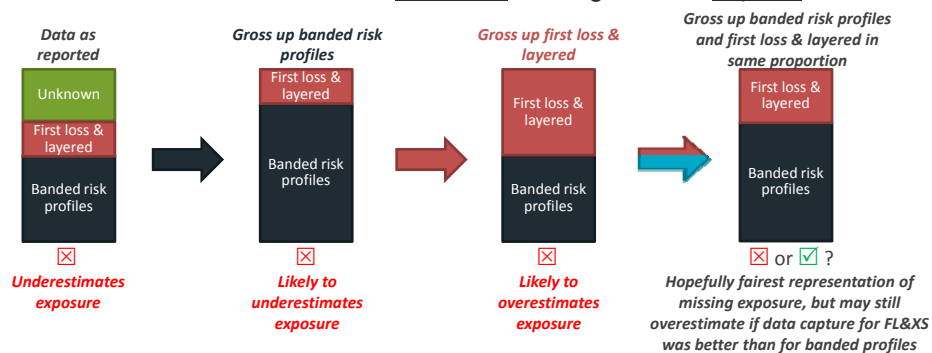 Data as
reported
Unknown
First loss &
layered
Banded risk
profiles
☒
Underestimates
exposure
Gross up banded risk
profiles
First loss &
layered
Banded risk
profiles
☒
Likely to
underestimates
exposure
Gross up first loss &
layered
First loss &
layered
Banded risk
profiles
☒
Likely to
overestimates
exposure
Gross up banded risk profiles
and first loss & layered in
same proportion
First loss &
layered
Banded risk
profiles
☒ or ☑ ?
Hopefully fairest representation of
missing exposure, but may still
overestimate if data capture for FL&XS
was better than for banded profiles